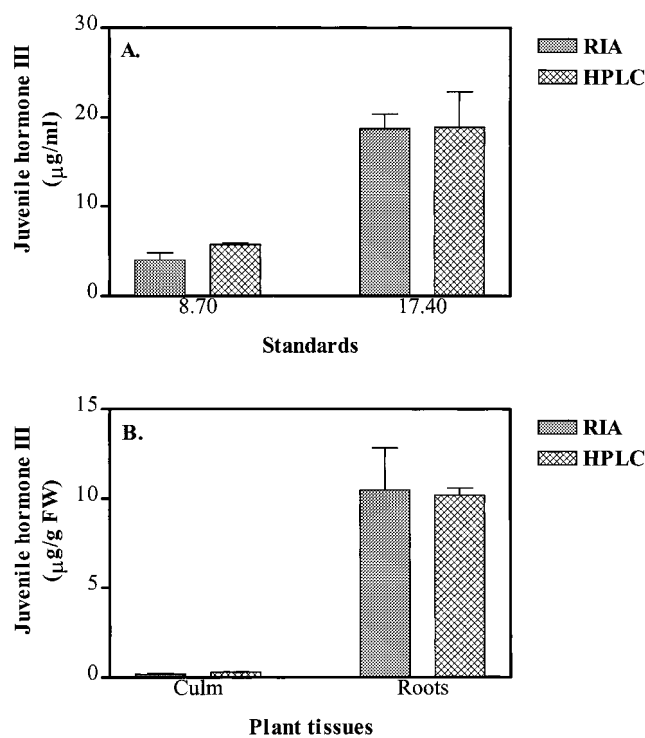 30
20
10
0
A.
Juvenile hormone III
(µg/ml)
8.70
17.40
Standards
RIA
HPLC
15
10
5
0
B.
Juvenile hormone III
(µg/g FW)
Culm
Roots
Plant tissues
RIA
HPLC